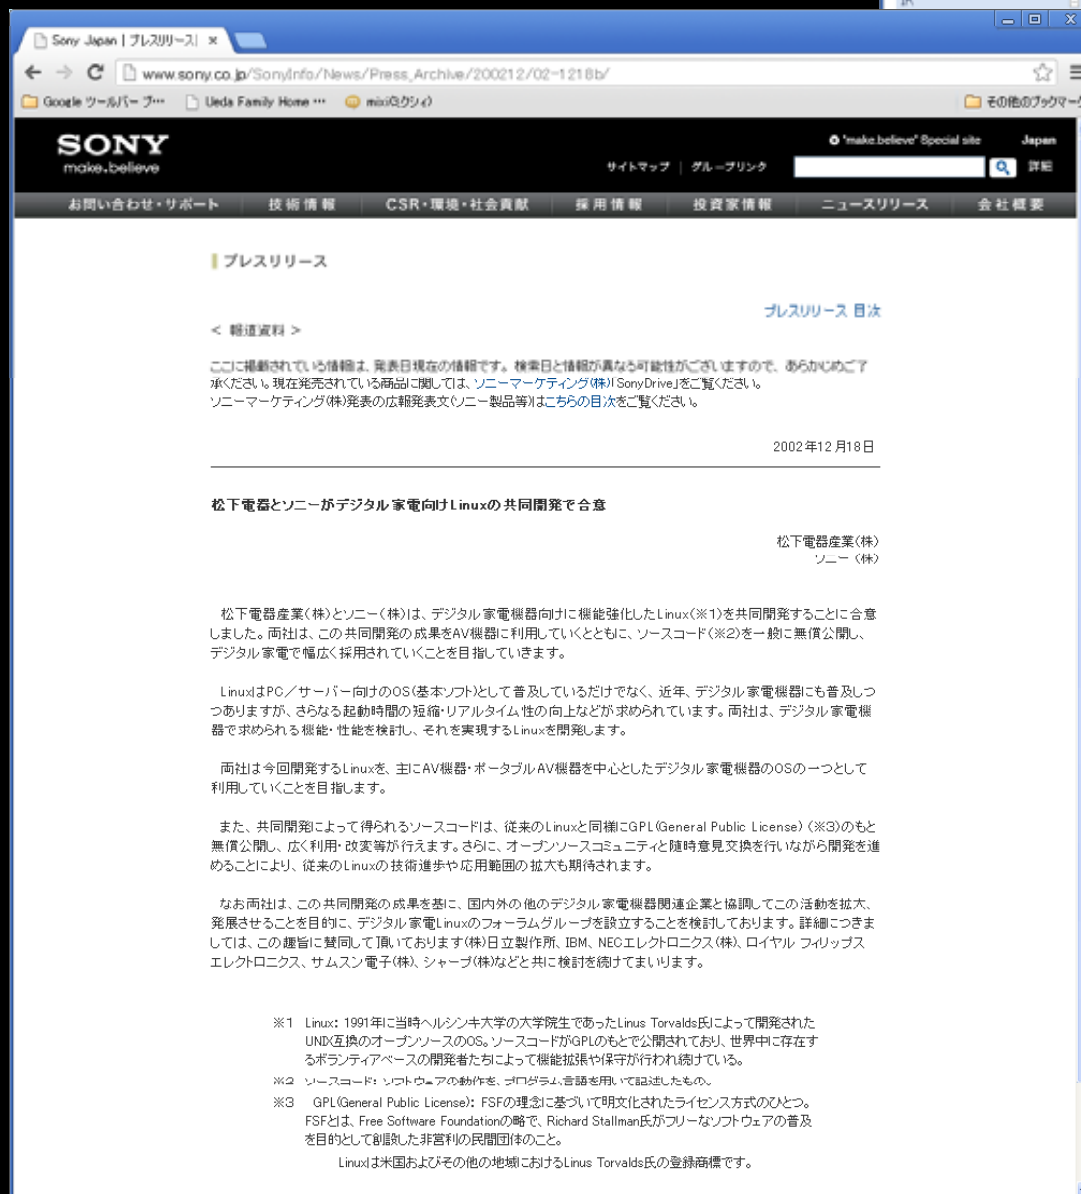 Sony Japan | プレスリリース|
www.sony.co.jp/SonyInfo/News/Press_Archive/200212/02-1218b/
Google ツールバー ブ… Ueda Family Home … mixi(ミクシィ) その他のブックマーク
SONY
make.believe
'make.believe' Special site Japan
サイトマップ | グループリンク 詳細
お問い合わせ・サポート 技術情報 CSR・環境・社会貢献 採用情報 投資家情報 ニュースリリース 会社概要
プレスリリース
プレスリリース 目次
< 報道資料 >
ここに掲載されている情報は、発表日現在の情報です。検索日と情報が異なる可能性がございますので、あらかじめご了
承ください。現在発売されている商品に関しては、ソニーマーケティング(株)「SonyDrive」をご覧ください。
ソニーマーケティング(株)発表の広報発表文(ソニー製品等)はこちらの目次をご覧ください。
2002年12月18日
松下電器とソニーがデジタル家電向けLinuxの共同開発で合意
松下電器産業(株)
ソニー(株)
松下電器産業(株)とソニー(株)は、デジタル家電機器向けに機能強化したLinux(※1)を共同開発することに合意
しました。両社は、この共同開発の成果をAV機器に利用していくとともに、ソースコード(※2)を一般に無償公開し、
デジタル家電で幅広く採用されていくことを目指していきます。
LinuxはPC/サーバー向けのOS(基本ソフト)として普及しているだけでなく、近年、デジタル家電機器にも普及しつ
つありますが、さらなる起動時間の短縮・リアルタイム性の向上などが求められています。両社は、デジタル家電機
器で求められる機能・性能を検討し、それを実現するLinuxを開発します。
両社は今回開発するLinuxを、主にAV機器・ポータブルAV機器を中心としたデジタル家電機器のOSの一つとして
利用していくことを目指します。
また、共同開発によって得られるソースコードは、従来のLinuxと同様にGPL(General Public License) (※3)のもと
無償公開し、広く利用・改変等が行えます。さらに、オープンソースコミュニティと随時意見交換を行いながら開発を進
めることにより、従来のLinuxの技術進歩や応用範囲の拡大も期待されます。
なお両社は、この共同開発の成果を基に、国内外の他のデジタル家電機器関連企業と協調してこの活動を拡大、
発展させることを目的に、デジタル家電Linuxのフォーラムグループを設立することを検討しております。詳細につきま
しては、この趣旨に賛同して頂いております(株)日立製作所、IBM、NECエレクトロニクス(株)、ロイヤル フィリップス
エレクトロニクス、サムスン電子(株)、シャープ(株)などと共に検討を続けてまいります。
※1 Linux: 1991年に当時ヘルシンキ大学の大学院生であったLinus Torvalds氏によって開発された
UNIX互換のオープンソースのOS。ソースコードがGPLのもとで公開されており、世界中に存在す
るボランティアベースの開発者たちによって機能拡張や保守が行われ続けている。
※2 ソースコード: ソフトウェアの動作を、プログラム言語を用いて記述したもの。
※3 GPL(General Public License): FSFの理念に基づいて明文化されたライセンス方式のひとつ。
FSFとは、Free Software Foundationの略で、Richard Stallman氏がフリーなソフトウェアの普及
を目的として創設した非営利の民間団体のこと。
Linuxは米国およびその他の地域におけるLinus Torvalds氏の登録商標です。